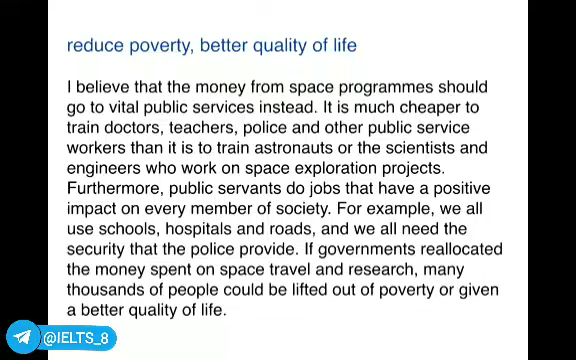 reduce poverty, better quality of life
I believe that the money from space programmes should
go to vital public services instead. It is much cheaper to
train doctors, teachers, police and other public service
workers than it is to train astronauts or the scientists and
engineers who work on space exploration projects.
Furthermore, public servants do jobs that have a positive
impact on every member of society. For example, we all
use schools, hospitals and roads, and we all need the
security that the police provide. If governments reallocated
the money spent on space travel and research, many
thousands of people could be lifted out of poverty or given
a better quality of life.
@IELTS_8